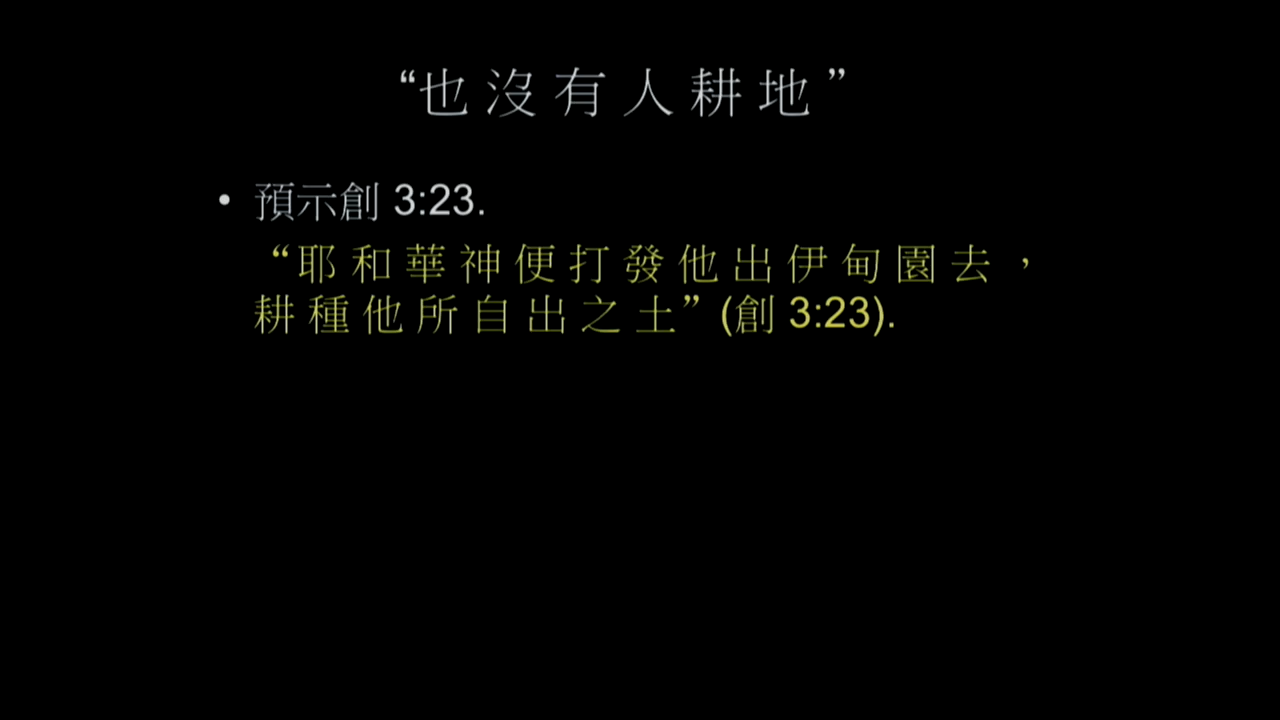 “也沒有人耕地”
• 預示創 3:23.
“耶和華神便打發他出伊甸園去，
耕種他所自出之土” (創 3:23).